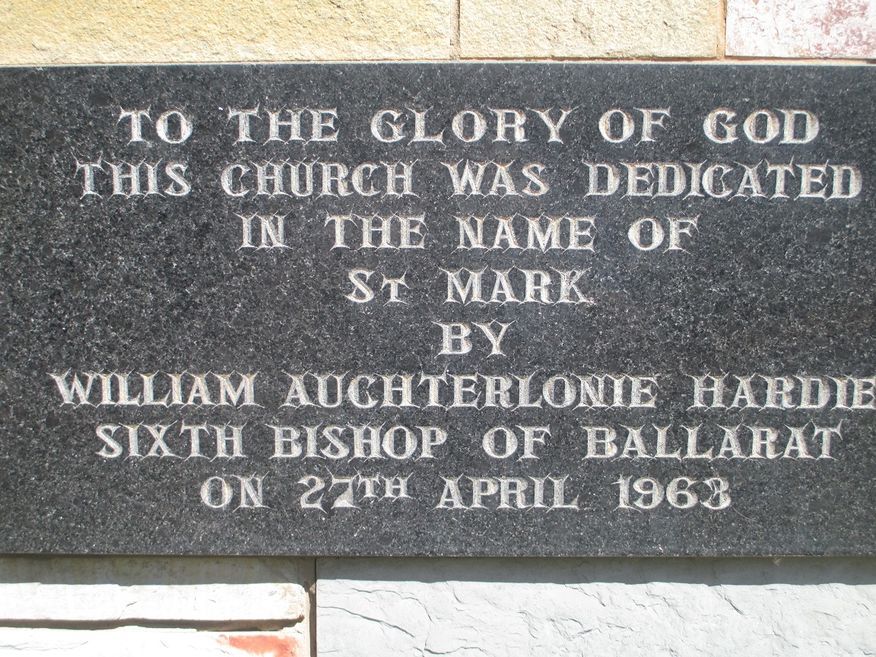 TO THE GLORY OF GOD
THIS CHURCH WAS DEDICATED
IN THE NAME OF
ST MARK
BY
WILLIAM AUCHTERLONIE HARDIE
SIXTH BISHOP OF BALLARAT
ON 27TH APRIL 1963